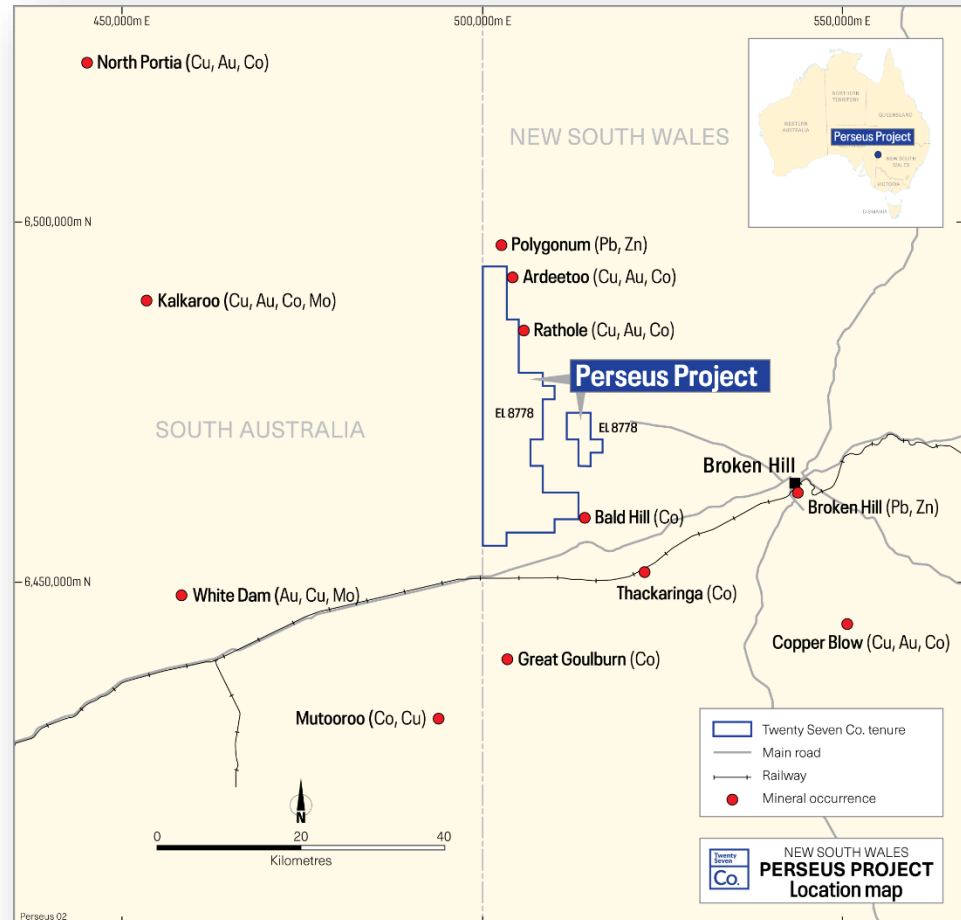 450,000m E
500,000m E
550,000m E
North Portia (Cu, Au, Co)
NEW SOUTH WALES
NORTHERN
TERRITORY
QUEENSLAND
WESTERN
AUSTRALIA
Perseus Project
NEW SOUTH
WALES
VICTORIA
TASMANIA
6,500,000m N
Polygonum (Pb, Zn)
Ardeetoo (Cu, Au, Co)
Kalkaroo (Cu, Au, Co, Mo)
Rathole (Cu, Au, Co)
Perseus Project
EL 8778
EL 8778
SOUTH AUSTRALIA
Broken Hill
Broken Hill (Pb, Zn)
Bald Hill (Co)
6,450,000m N
White Dam (Au, Cu, Mo)
Thackaringa (Co)
Copper Blow (Cu, Au, Co)
Great Goulburn (Co)
Mutooroo (Co, Cu)
Twenty Seven Co. tenure
Main road
Railway
Mineral occurrence
N
0 20 40
Kilometres
Twenty
Seven
Co.
NEW SOUTH WALES
PERSEUS PROJECT
Location map
Perseus 02